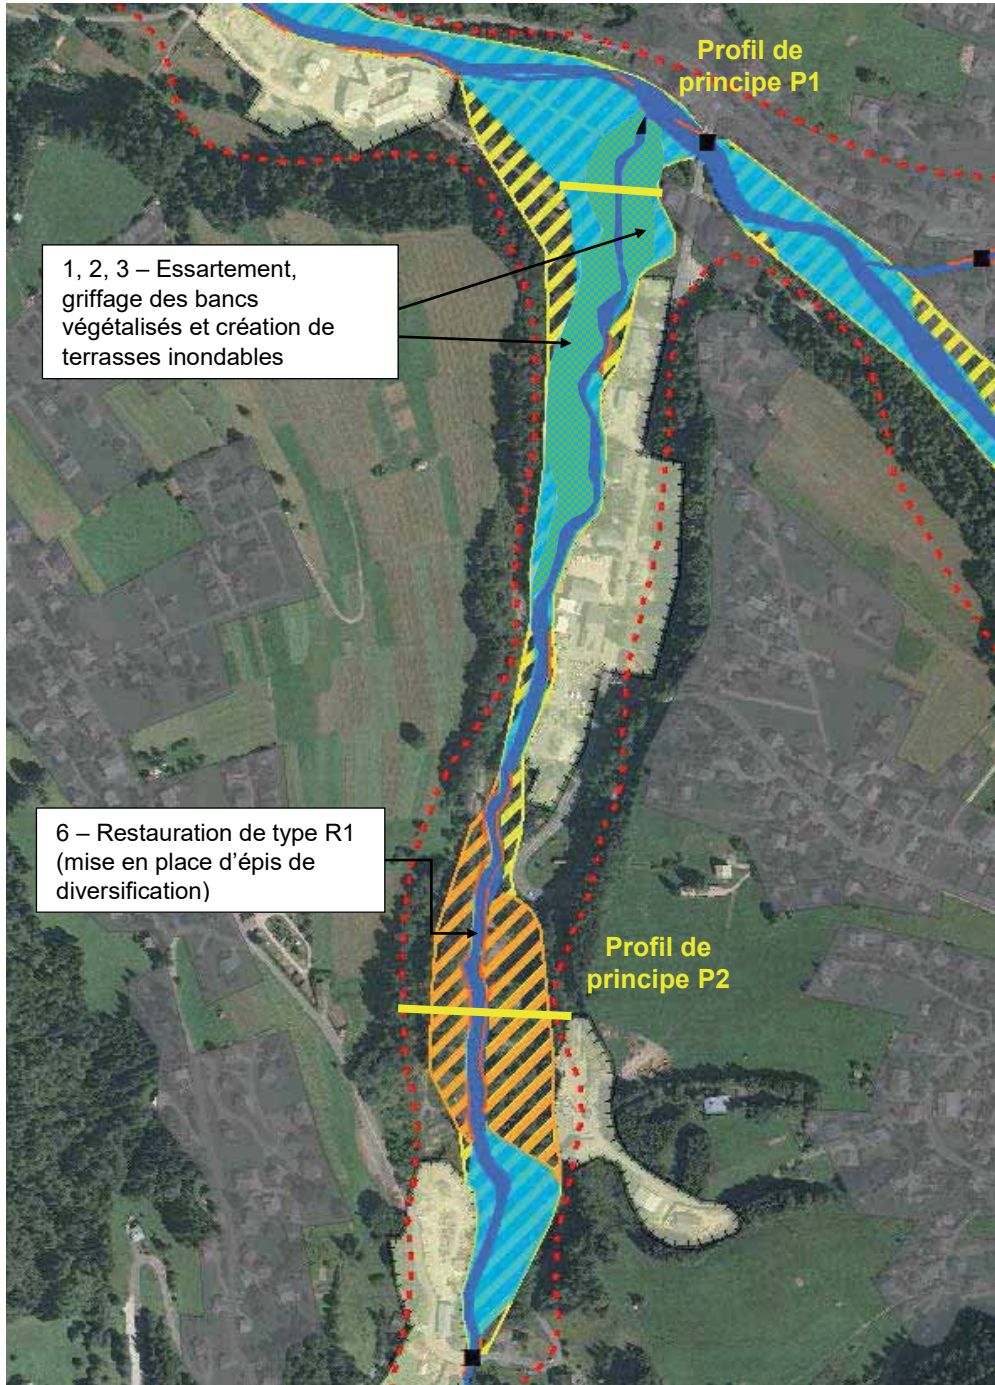 Profil de
principe P1
1, 2, 3 – Essartement,
griffage des bancs
végétalisés et création de
terrasses inondables
6 – Restauration de type R1
(mise en place d'épis de
diversification)
Profil de
principe P2